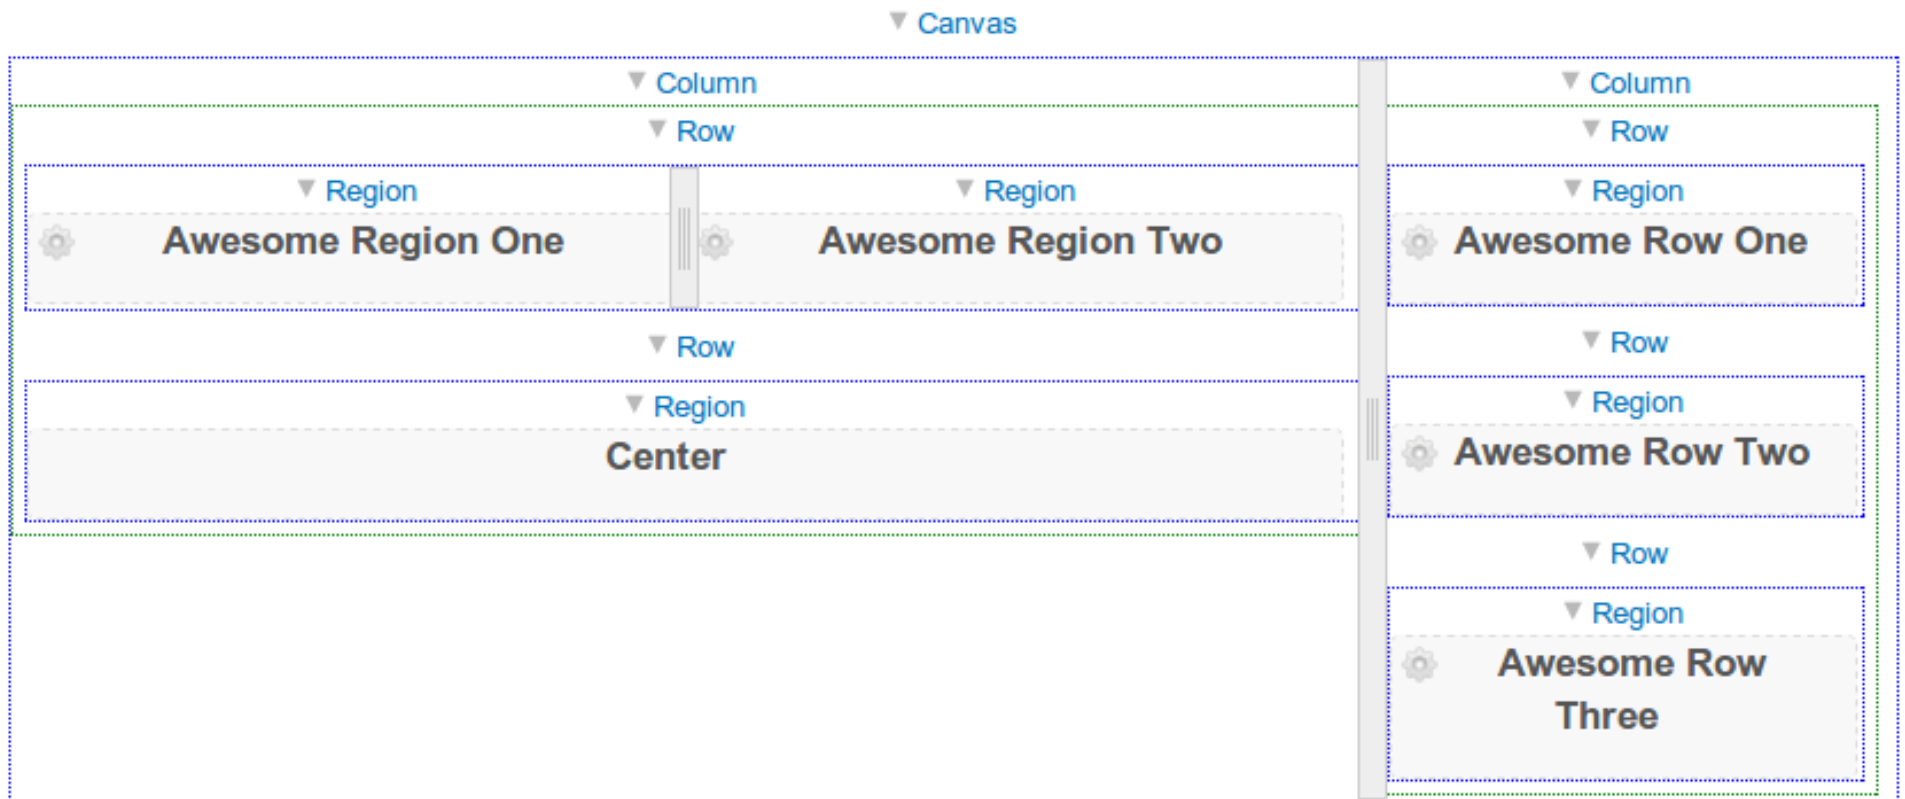 Canvas
Column
Row
Region
Region
Awesome Region One
Awesome Region Two
Row
Region
Center
Column
Row
Region
Awesome Row One
Row
Region
Awesome Row Two
Row
Region
Awesome Row
Three